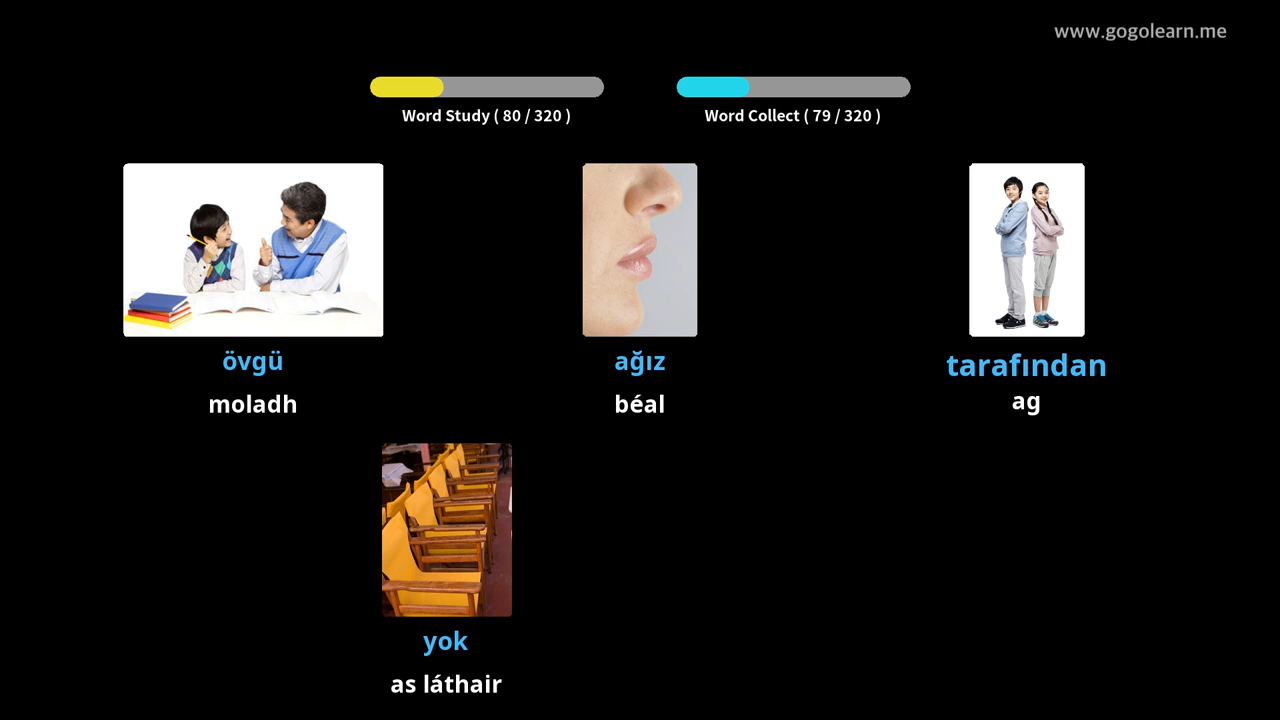 www.gogolearn.me
Word Study ( 80 / 320 )
Word Collect ( 79 / 320 )
övgü
moladh
ağız
béal
tarafından
ag
yok
as láthair